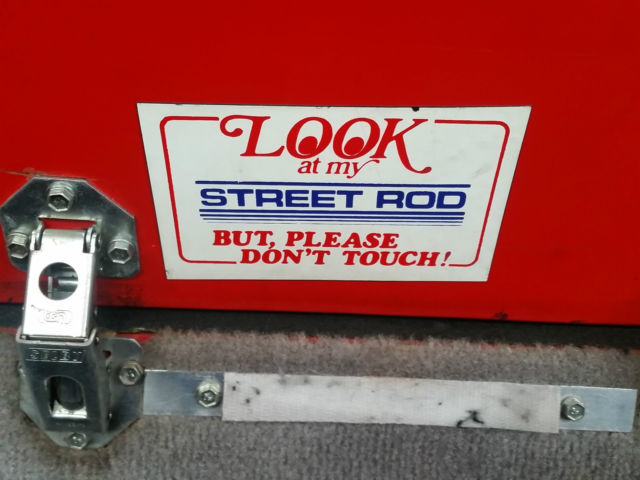 LOOK
at my
STREET ROD
BUT, PLEASE
DON'T TOUCH!